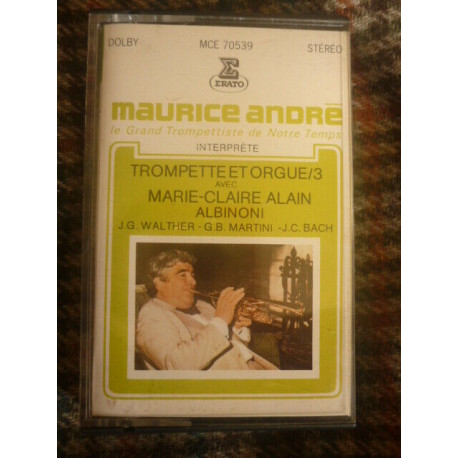 DOLBY MCE 70539 STÉRÉO
ERATO
maurice andré
le Grand Trompettiste de Notre Temps
INTERPRÈTE
TROMPETTE ET ORGUE/3
AVEC
MARIE-CLAIRE ALAIN
ALBINONI
J.G. WALTHER - G.B. MARTINI - J.C. BACH